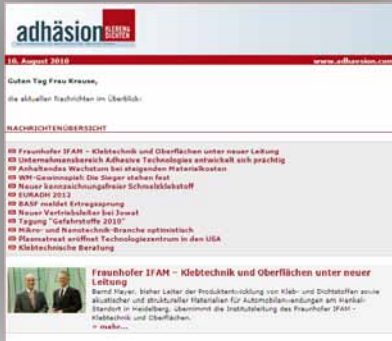 adhäsion KLEBEN&
DICHTEN
10. August 2010 www.adhaesion.com
Guten Tag Frau Krause,
die aktuellen Nachrichten im Überblick:
NACHRICHTENÜBERSICHT
Fraunhofer IFAM – Klebtechnik und Oberflächen unter neuer Leitung
Unternehmensbereich Adhesive Technologies entwickelt sich prächtig
Anhaltendes Wachstum bei steigenden Materialkosten
WM-Gewinnspiel: Die Sieger stehen fest
Neuer kennzeichnungsfreier Schmelzklebstoff
EURADH 2012
BASF meldet Ertragssprung
Neuer Vertriebsleiter bei Jowat
Tagung "Gefahrstoffe 2010"
Mikro- und Nanotechnik-Branche optimistisch
Plasmatreat eröffnet Technologiezentrum in den USA
Klebtechnische Beratung
Fraunhofer IFAM – Klebtechnik und Oberflächen unter neuer
Leitung
Bernd Mayer, bisher Leiter der Produktentwicklung von Kleb- und Dichtstoffen sowie
akustischer und struktureller Materialien für Automobilanwendungen am Henkel-
Standort in Heidelberg, übernimmt die Institutsleitung des Fraunhofer IFAM -
Klebtechnik und Oberflächen.
» mehr...